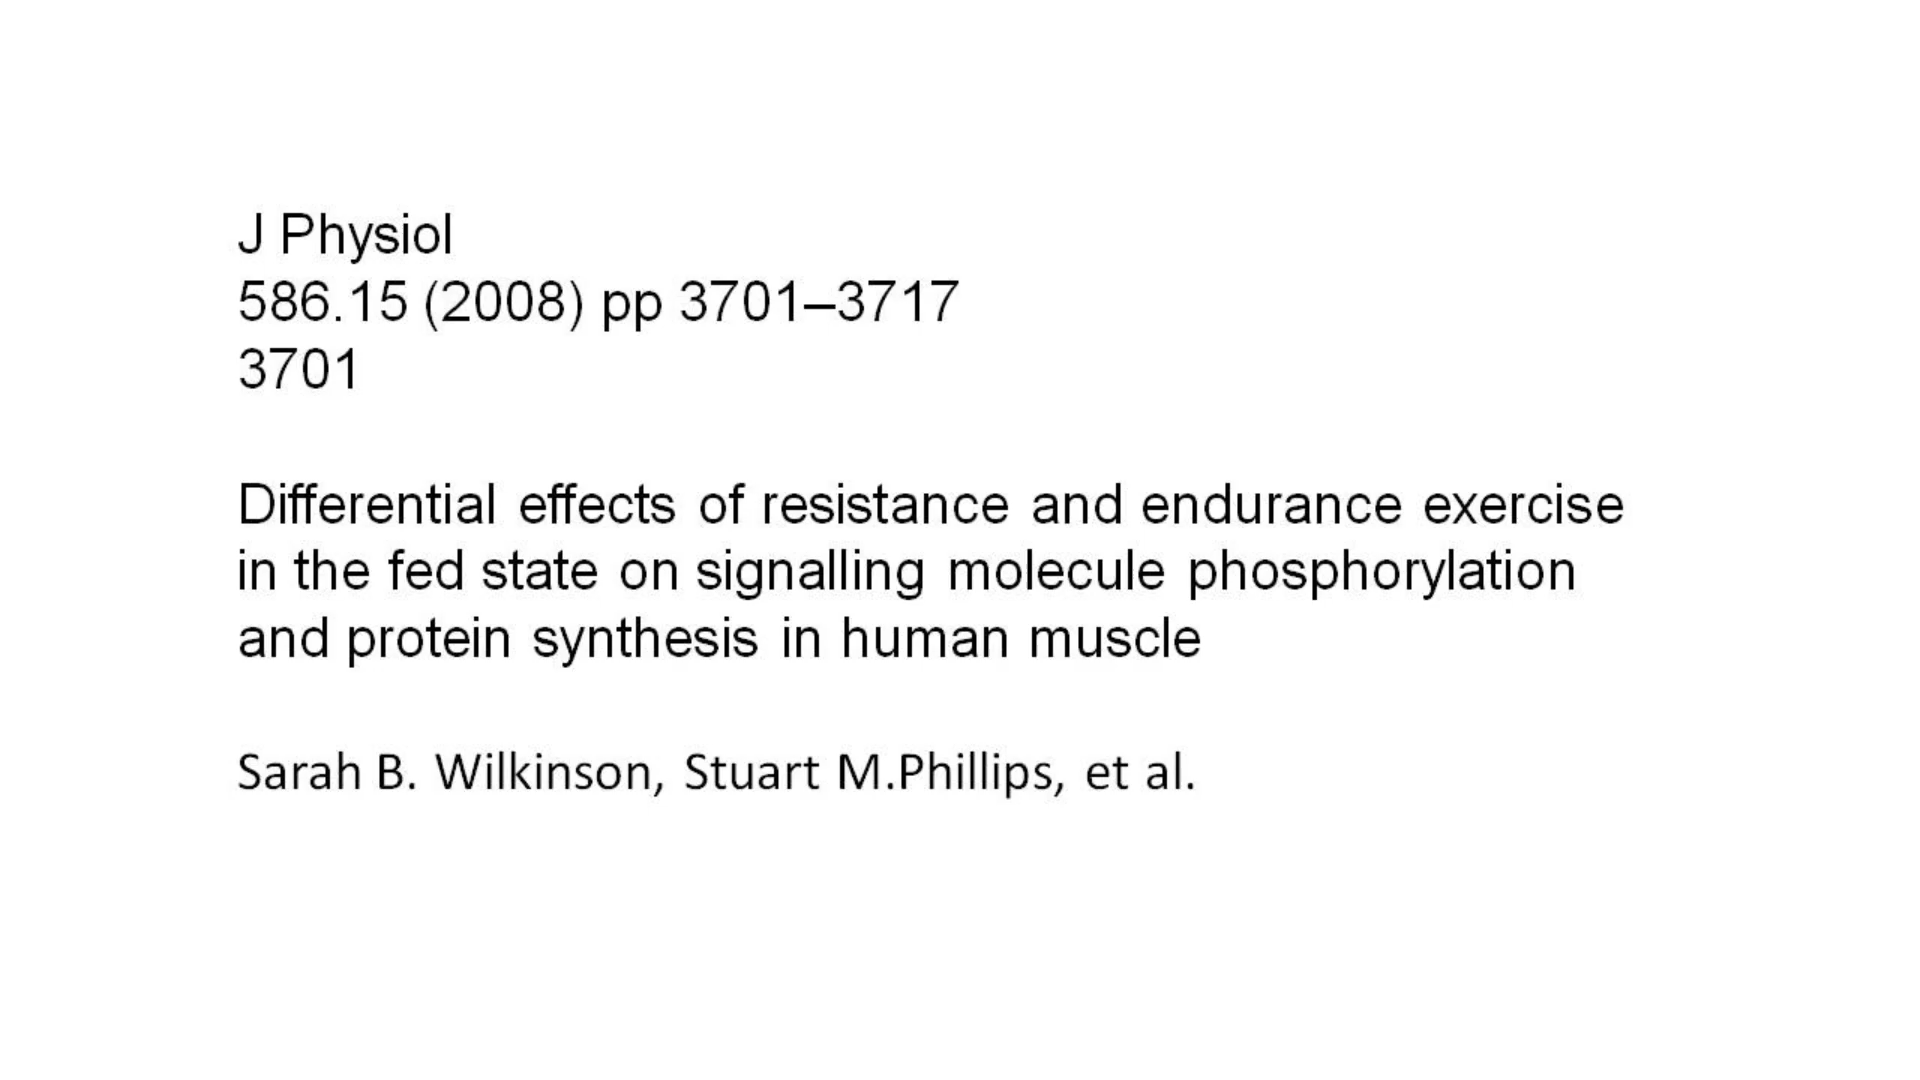 J Physiol
586.15 (2008) pp 3701–3717
3701
Differential effects of resistance and endurance exercise
in the fed state on signalling molecule phosphorylation
and protein synthesis in human muscle
Sarah B. Wilkinson, Stuart M.Phillips, et al.